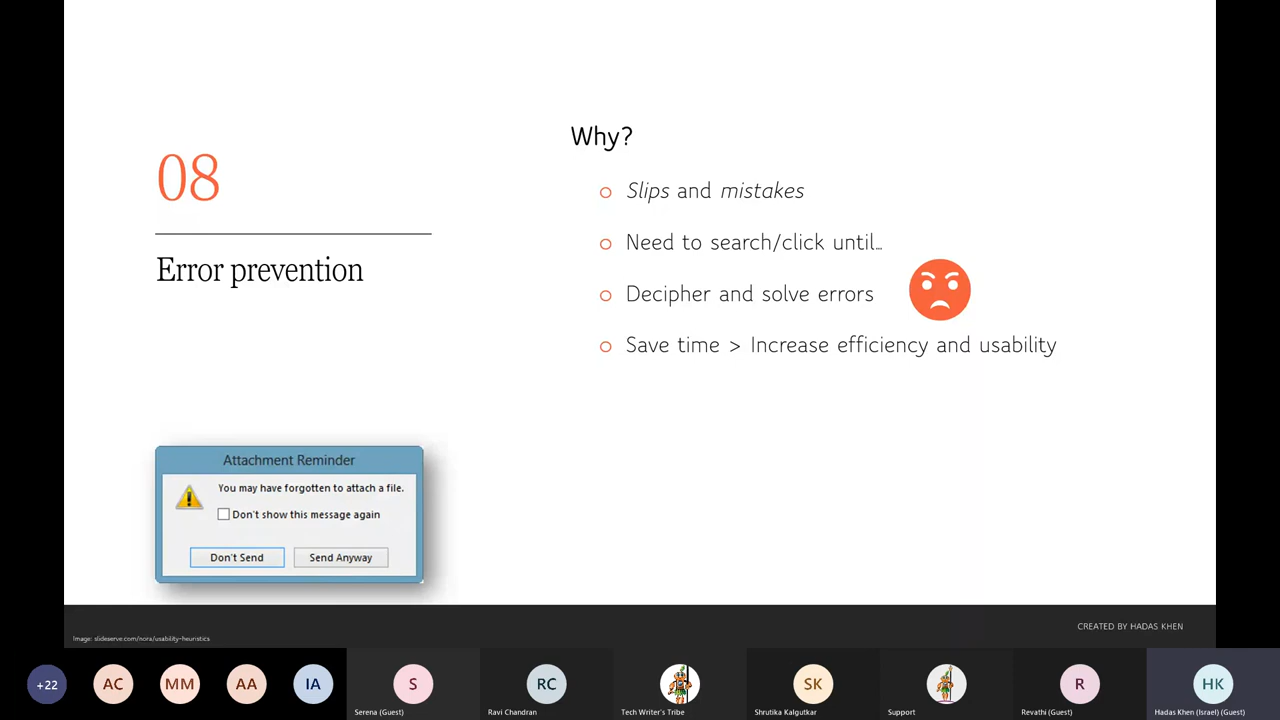 08
Error prevention
Why?
Slips and mistakes
Need to search/click until...
Decipher and solve errors
Save time > Increase efficiency and usability
Attachment Reminder
You may have forgotten to attach a file.
Don't show this message again
Don't Send
Send Anyway
Image: slideserve.com/nora/usability-heuristics
CREATED BY HADAS KHEN
+22
AC
MM
AA
IA
S
RC
SK
R
HK
Serena (Guest)
Ravi Chandran
Tech Writer's Tribe
Shrutika Kalgutkar
Support
Revathi (Guest)
Hadas Khen (Israel) (Guest)